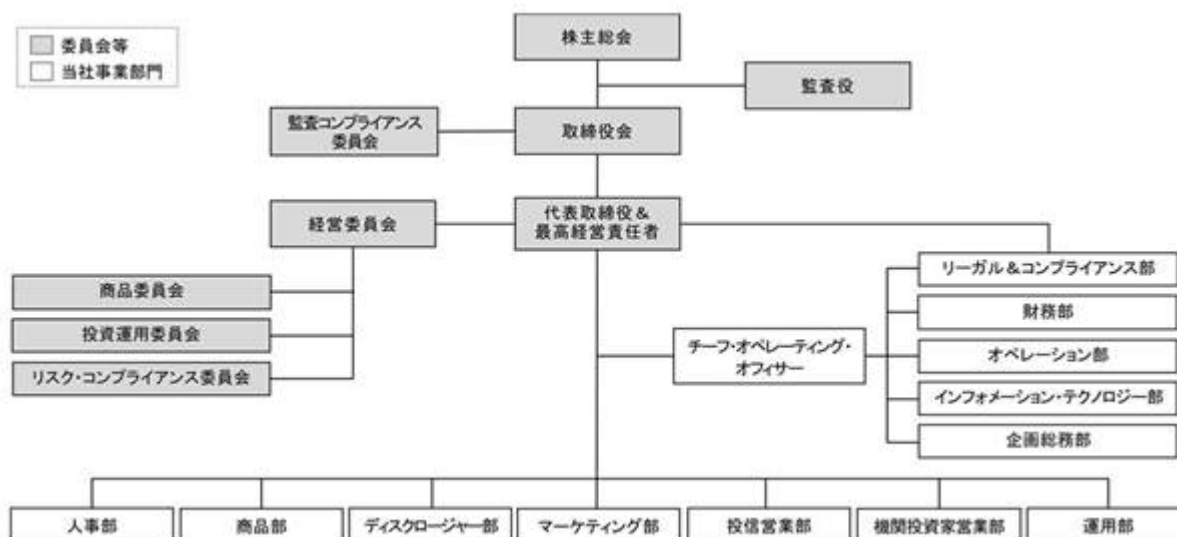 委員会等
当社事業部門
株主総会
監査役
監査コンプライアンス
委員会
取締役会
経営委員会
代表取締役&
最高経営責任者
リーガル&コンプライアンス部
商品委員会
財務部
投資運用委員会
チーフ・オペレーティング・
オフィサー
オペレーション部
リスク・コンプライアンス委員会
インフォメーション・テクノロジー部
企画総務部
人事部
商品部
ディスクロージャー部
マーケティング部
投信営業部
機関投資家営業部
運用部